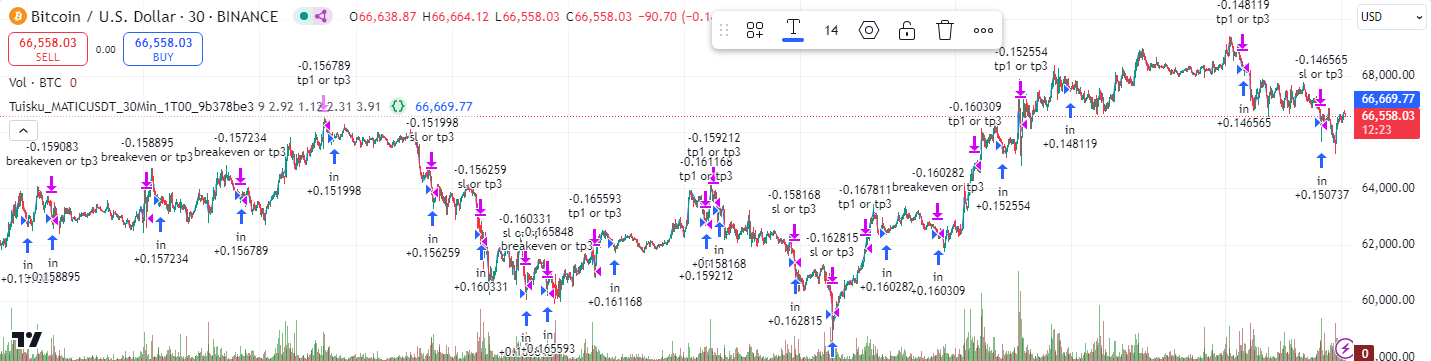 Bitcoin / U.S. Dollar · 30 · BINANCE
O66,638.87 H66,664.12 L66,558.03 C66,558.03 −90.70
66,558.03
SELL
0.00
66,558.03
BUY
Vol · BTC 0
Tuisku_MATICUSDT_30Min_1T00_9b378be3 9 2.92 1.12 2.31 3.91 66,669.77
T
14
USD
68,000.00
66,669.77
66,558.03
12:23
64,000.00
62,000.00
60,000.00
0
-0.159083
breakeven or tp3
in
in
+0.158895
-0.158895
breakeven or tp3
in
+0.157234
-0.157234
breakeven or tp3
in
+0.156789
-0.156789
tp1 or tp3
in
+0.151998
-0.151998
sl or tp3
in
+0.156259
-0.156259
sl or tp3
in
+0.160331
-0.160331
in
-0.165848
breakeven or tp3
in
+0.165593
-0.165593
tp1 or tp3
in
+0.161168
-0.161168
tp1 or tp3
+0.159212
-0.159212
tp1 or tp3
in
+0.158168
-0.158168
sl or tp3
in
+0.162815
-0.162815
sl or tp3
-0.167811
tp1 or tp3
in
+0.160282
-0.160282
breakeven or tp3
in
+0.160309
-0.160309
tp1 or tp3
in
+0.152554
-0.152554
tp1 or tp3
in
+0.148119
-0.148119
tp1 or tp3
in
+0.146565
-0.146565
sl or tp3
in
+0.150737